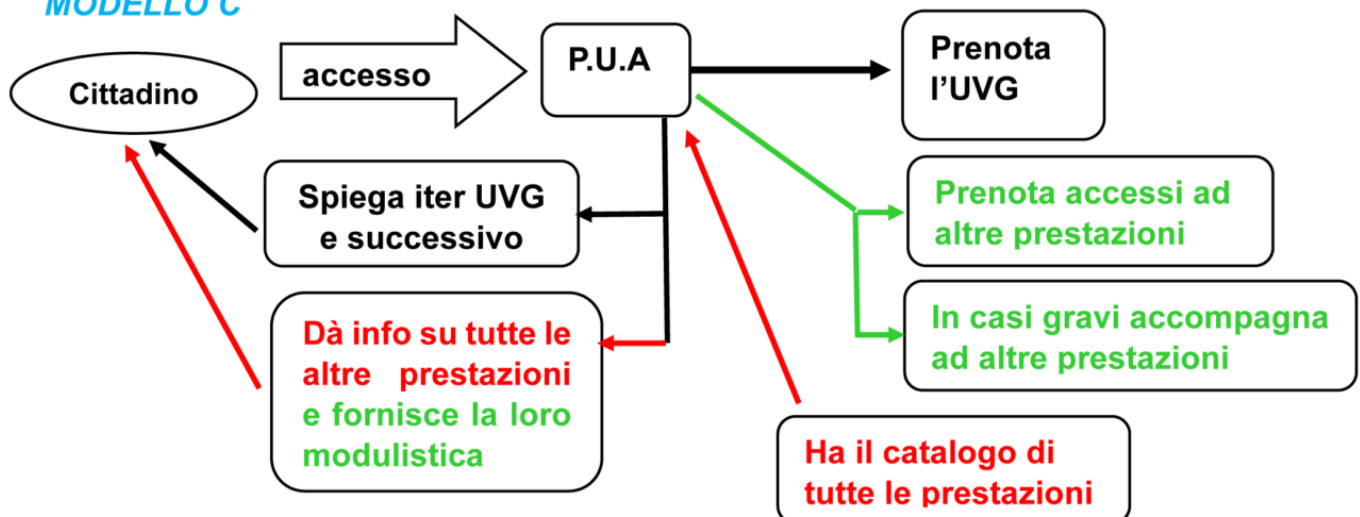 MODELLO C
Cittadino
accesso
P.U.A
Prenota
l’UVG
Spiega iter UVG
e successivo
Prenota accessi ad
altre prestazioni
Dà info su tutte le
altre prestazioni
e fornisce la loro
modulistica
In casi gravi accompagna
ad altre prestazioni
Ha il catalogo di
tutte le prestazioni